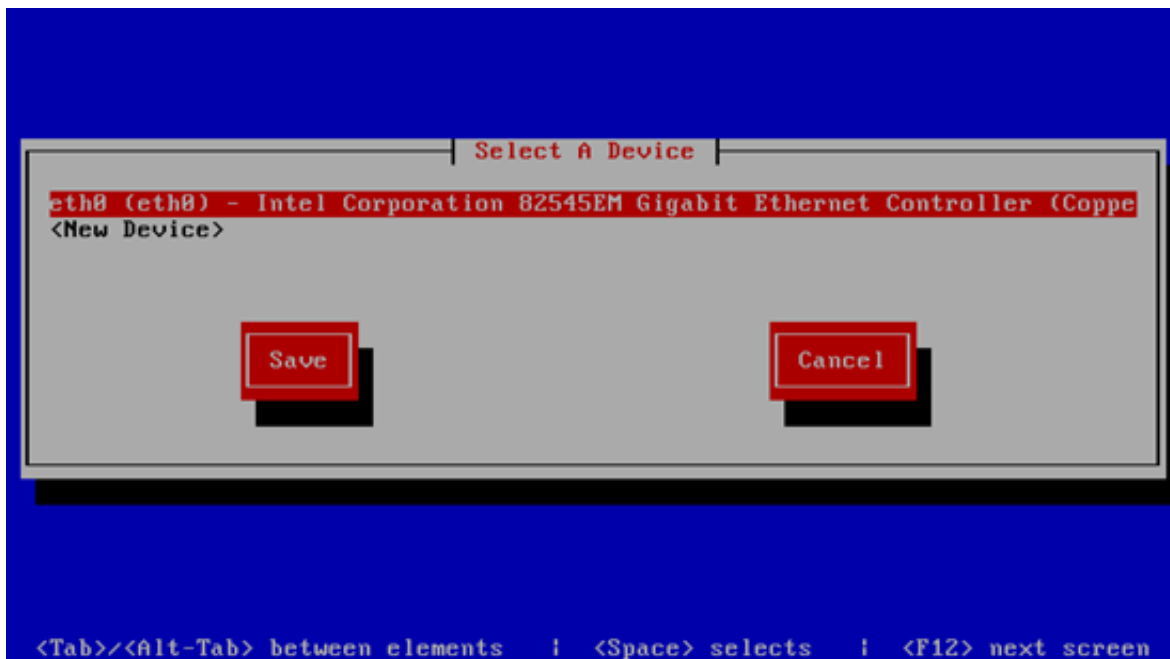 Select A Device
eth0 (eth0) - Intel Corporation 82545EM Gigabit Ethernet Controller (Coppe
<New Device>
Save Cancel
<Tab>/<Alt-Tab> between elements | <Space> selects | <F12> next screen